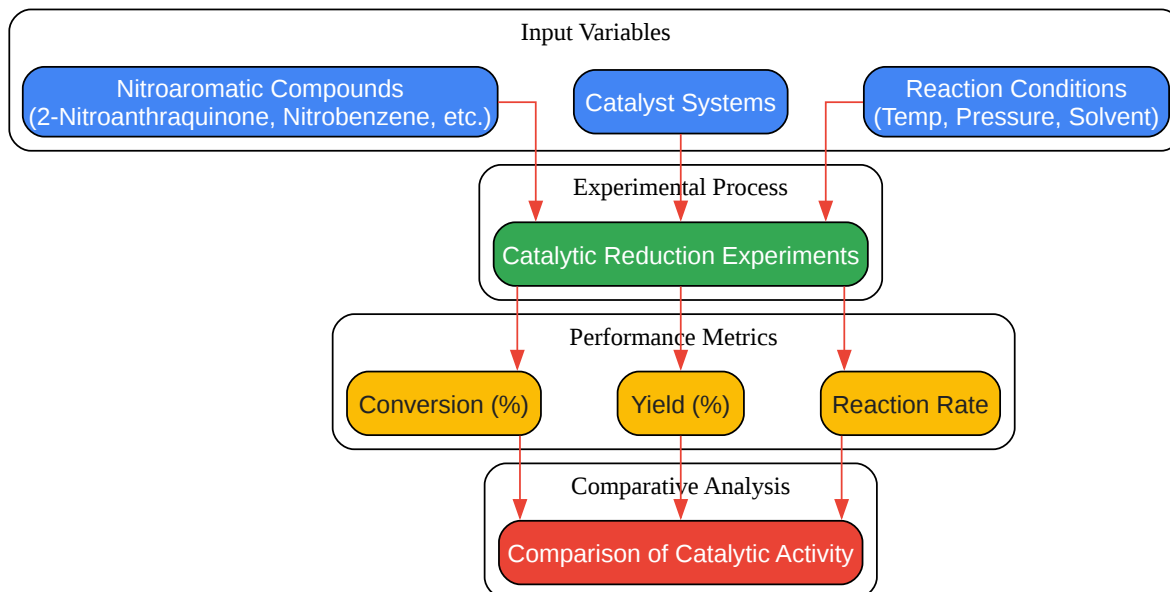 Input Variables
Nitroaromatic Compounds
(2-Nitroanthraquinone, Nitrobenzene, etc.)
Catalyst Systems
Reaction Conditions
(Temp, Pressure, Solvent)
Experimental Process
Catalytic Reduction Experiments
Performance Metrics
Conversion (%)
Yield (%)
Reaction Rate
Comparative Analysis
Comparison of Catalytic Activity